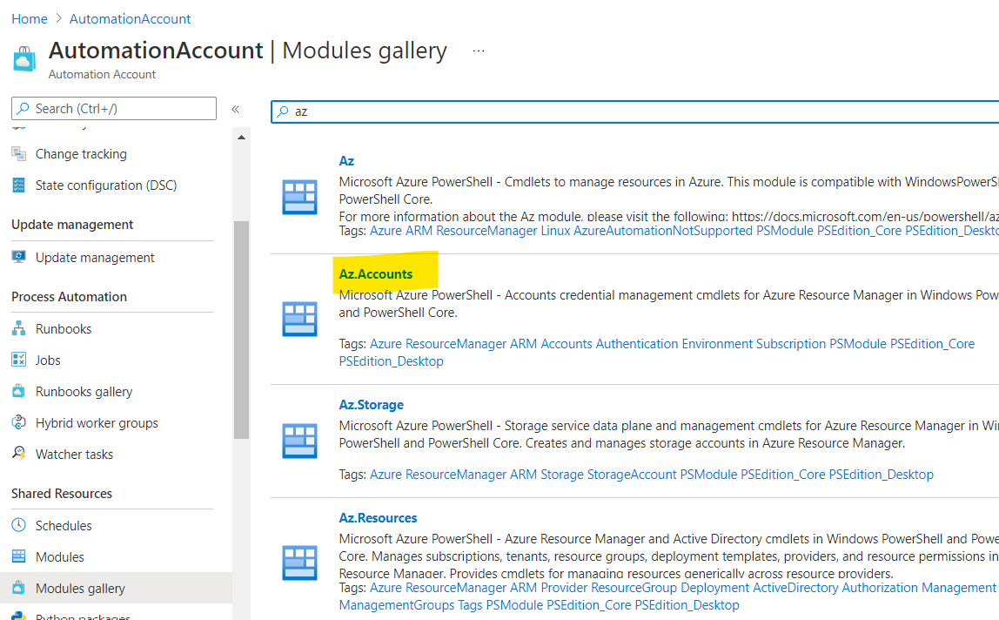 Home > AutomationAccount
AutomationAccount | Modules gallery ...
Automation Account
Search (Ctrl+/)
«
Change tracking
State configuration (DSC)
Update management
Update management
Process Automation
Runbooks
Jobs
Runbooks gallery
Hybrid worker groups
Watcher tasks
Shared Resources
Schedules
Modules
Modules gallery
Python packages
az
Az
Microsoft Azure PowerShell - Cmdlets to manage resources in Azure. This module is compatible with WindowsPowerS
PowerShell Core.
For more information about the Az module, please visit the following: https://docs.microsoft.com/en-us/powershell/az
Tags: Azure ARM ResourceManager Linux AzureAutomationNotSupported PSModule PSEdition_Core PSEdition_Deskto
Az.Accounts
Microsoft Azure PowerShell - Accounts credential management cmdlets for Azure Resource Manager in Windows Pow
and PowerShell Core.
Tags: Azure ResourceManager ARM Accounts Authentication Environment Subscription PSModule PSEdition_Core
PSEdition_Desktop
Az.Storage
Microsoft Azure PowerShell - Storage service data plane and management cmdlets for Azure Resource Manager in Wi
PowerShell and PowerShell Core. Creates and manages storage accounts in Azure Resource Manager.
Tags: Azure ResourceManager ARM Storage StorageAccount PSModule PSEdition_Core PSEdition_Desktop
Az.Resources
Microsoft Azure PowerShell - Azure Resource Manager and Active Directory cmdlets in Windows PowerShell and Powe
Core. Manages subscriptions, tenants, resource groups, deployment templates, providers, and resource permissions in
Resource Manager. Provides cmdlets for managing resources generically across resource providers.
Tags: Azure ResourceManager ARM Provider ResourceGroup Deployment ActiveDirectory Authorization Management
ManagementGroups Tags PSModule PSEdition_Core PSEdition_Desktop